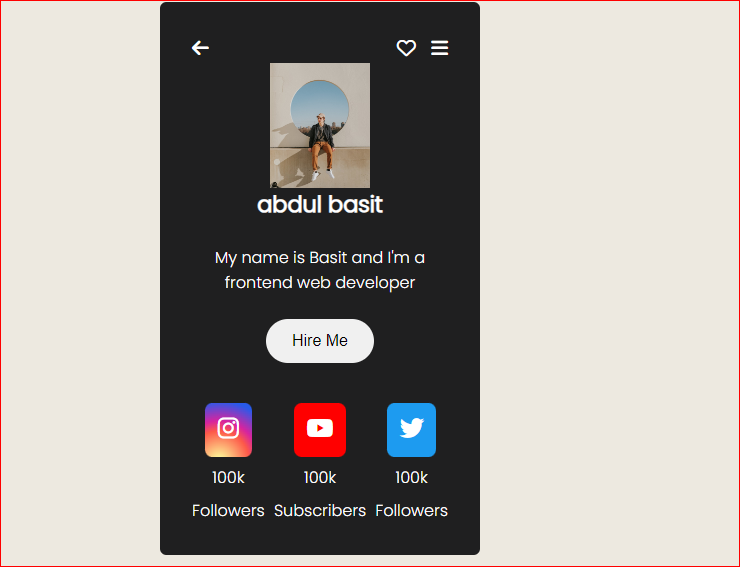 abdul basit
My name is Basit and I'm a
frontend web developer
Hire Me
100k 100k 100k
Followers Subscribers Followers